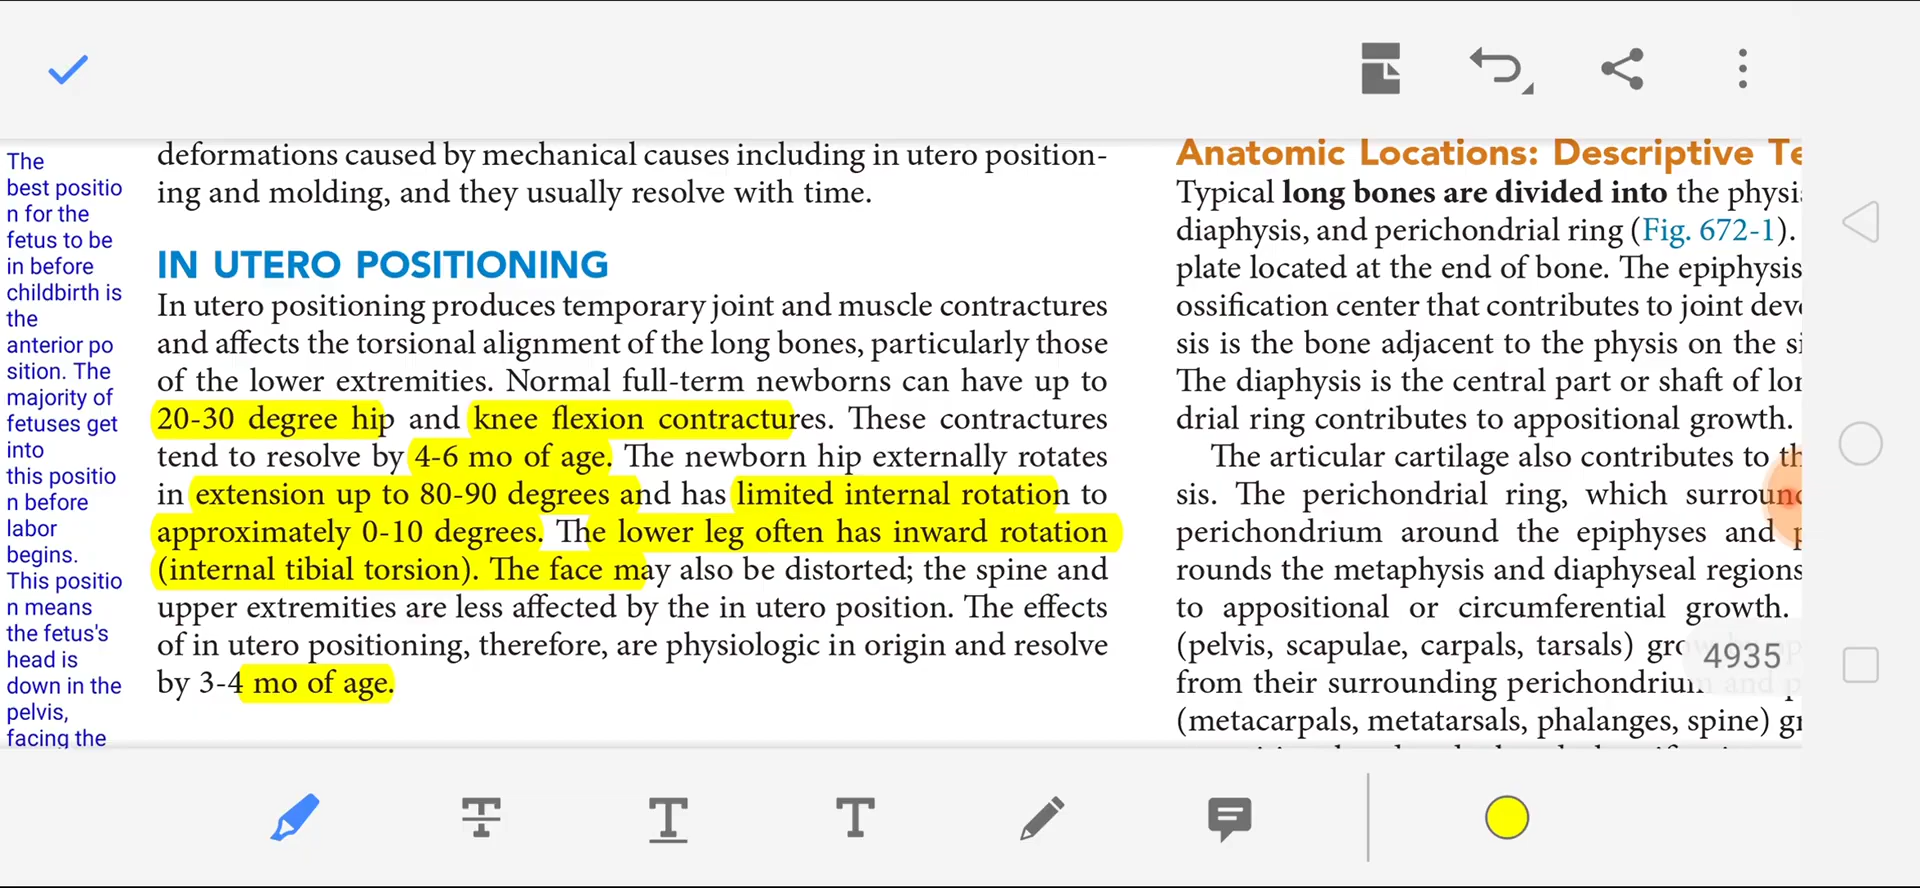 The
best positio
n for the
fetus to be
in before
childbirth is
the
anterior po
sition. The
majority of
fetuses get
into
this positio
n before
labor
begins.
This positio
n means
the fetus's
head is
down in the
pelvis,
facing the
deformations caused by mechanical causes including in utero position-
ing and molding, and they usually resolve with time.
IN UTERO POSITIONING
In utero positioning produces temporary joint and muscle contractures
and affects the torsional alignment of the long bones, particularly those
of the lower extremities. Normal full-term newborns can have up to
20-30 degree hip and knee flexion contractures. These contractures
tend to resolve by 4-6 mo of age. The newborn hip externally rotates
in extension up to 80-90 degrees and has limited internal rotation to
approximately 0-10 degrees. The lower leg often has inward rotation
(internal tibial torsion). The face may also be distorted; the spine and
upper extremities are less affected by the in utero position. The effects
of in utero positioning, therefore, are physiologic in origin and resolve
by 3-4 mo of age.
Anatomic Locations: Descriptive Te
Typical long bones are divided into the physi
diaphysis, and perichondrial ring (Fig. 672-1).
plate located at the end of bone. The epiphysis
ossification center that contributes to joint deve
sis is the bone adjacent to the physis on the si
The diaphysis is the central part or shaft of lon
drial ring contributes to appositional growth.
The articular cartilage also contributes to th
sis. The perichondrial ring, which surround
perichondrium around the epiphyses and p
rounds the metaphysis and diaphyseal regions
to appositional or circumferential growth.
(pelvis, scapulae, carpals, tarsals) gro
from their surrounding perichondrium and p
(metacarpals, metatarsals, phalanges, spine) gr
4935